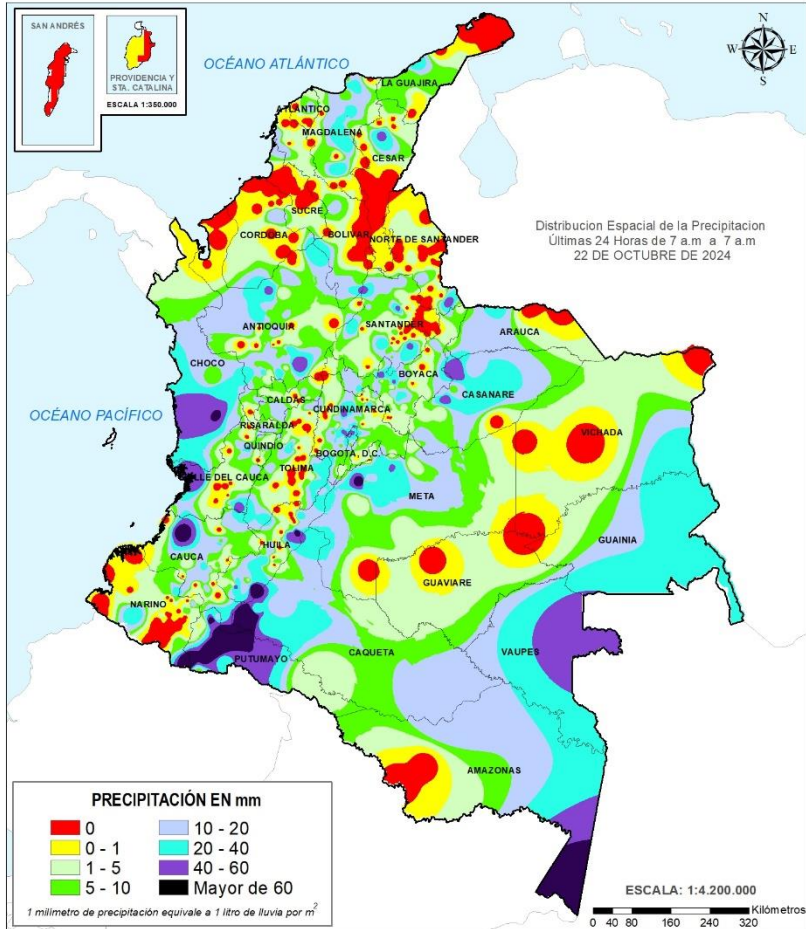 SAN ANDRÉS
PROVIDENCIA Y
STA. CATALINA
ESCALA 1:350.000
OCÉANO ATLÁNTICO
N
W E
S
LA GUAJIRA
ATLANTICO
MAGDALENA
CESAR
SUCRE
CORDOBA
BOLIVAR
NORTE DE SANTANDER
Distribucion Espacial de la Precipitacion
Últimas 24 Horas de 7 a.m a 7 a.m
22 DE OCTUBRE DE 2024
ANTIOQUIA
SANTANDER
ARAUCA
CHOCO
BOYACA
CASANARE
OCÉANO PACÍFICO
CALDAS
CUNDINAMARCA
RISARALDA
VICHADA
QUINDIO
BOGOTA, D.C.
TOLIMA
LLE DEL CAUCA
META
GUAINIA
HUILA
CAUCA
GUAVIARE
NARIÑO
PUTUMAYO
CAQUETA
VAUPES
AMAZONAS
PRECIPITACIÓN EN mm
0 10 - 20
0 - 1 20 - 40
1 - 5 40 - 60
5 - 10 Mayor de 60
1 milímetro de precipitación equivale a 1 litro de lluvia por m²
ESCALA: 1:4.200.000
Kilómetros
0 40 80 160 240 320